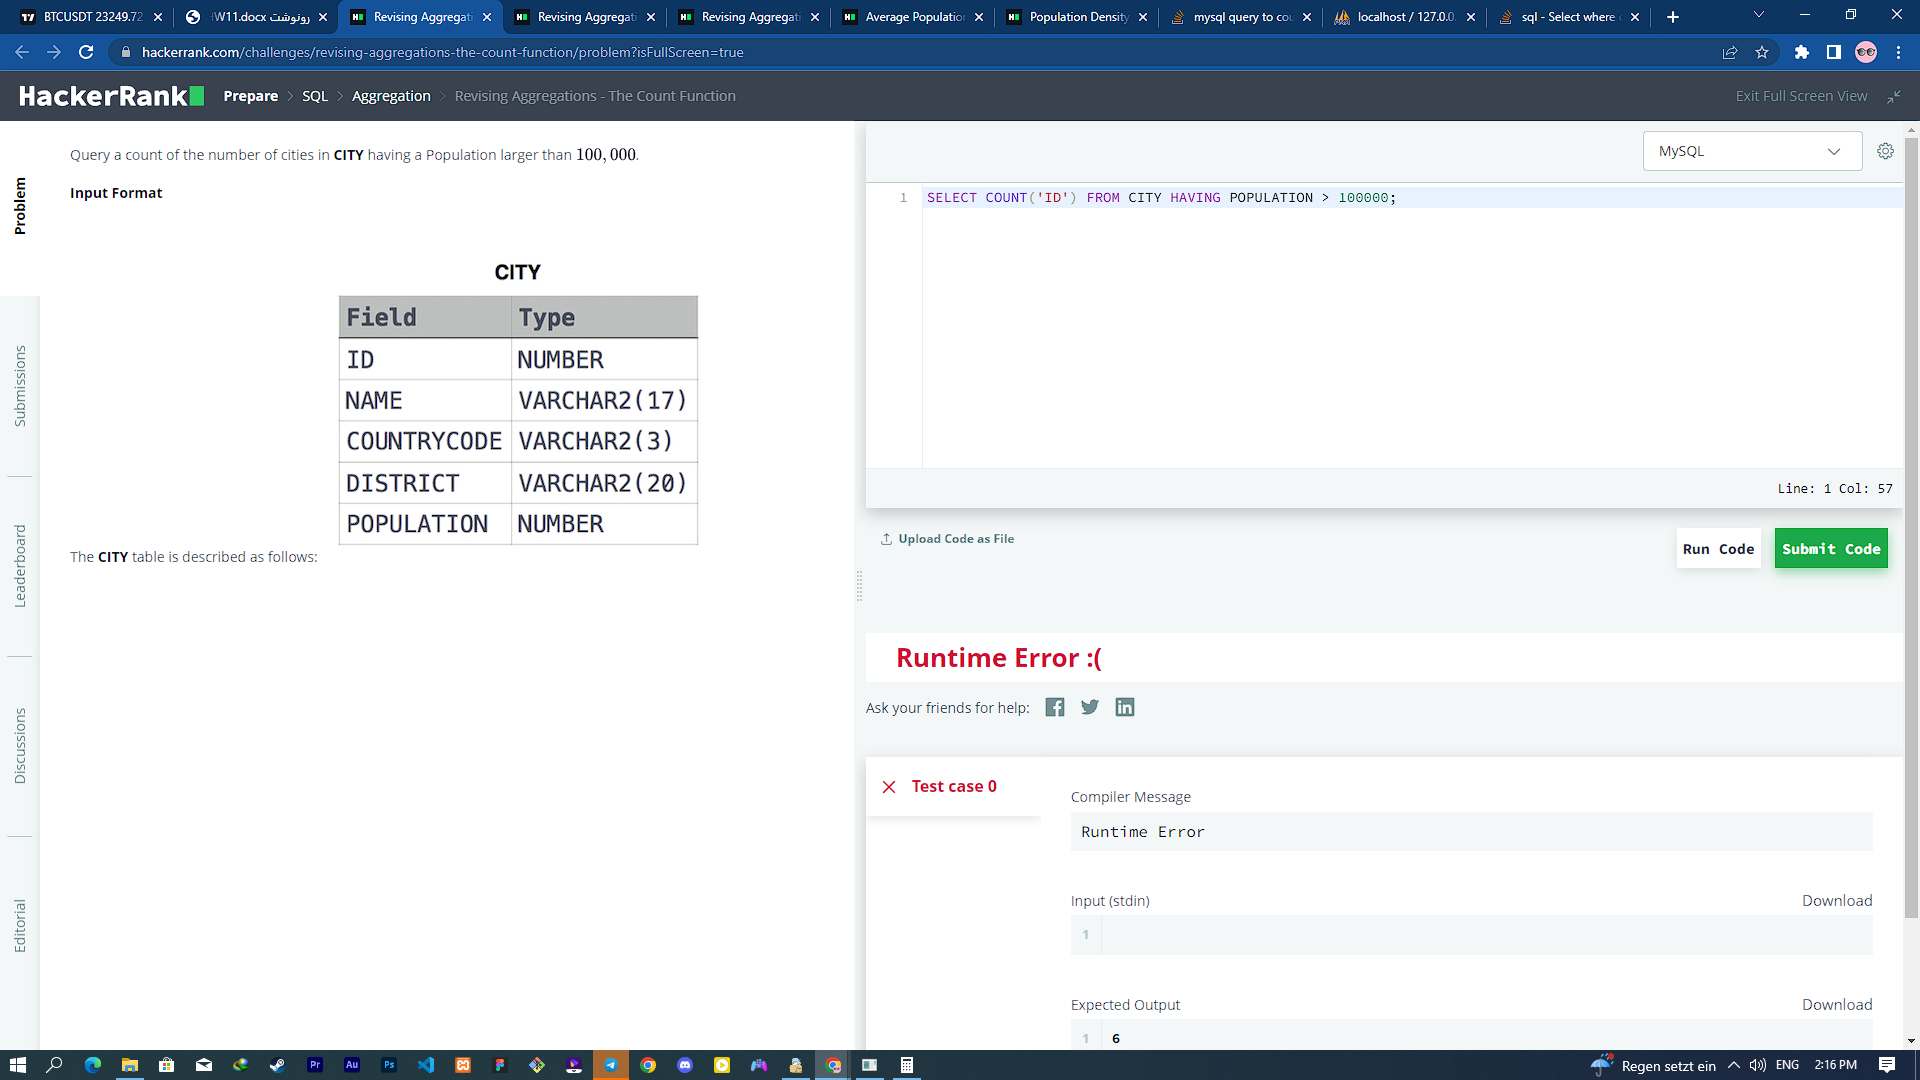 BTCUSDT 23249.72
رونوشت W11.docx
Revising Aggregati
Revising Aggregati
Revising Aggregati
Average Population
Population Density
mysql query to cou
localhost / 127.0.0.
sql - Select where c
hackerrank.com/challenges/revising-aggregations-the-count-function/problem?isFullScreen=true
HackerRank
Prepare > SQL > Aggregation > Revising Aggregations - The Count Function
Exit Full Screen View
Problem
Submissions
Leaderboard
Discussions
Editorial
Query a count of the number of cities in CITY having a Population larger than 100,000.
Input Format
CITY
Field Type
ID NUMBER
NAME VARCHAR2(17)
COUNTRYCODE VARCHAR2(3)
DISTRICT VARCHAR2(20)
POPULATION NUMBER
The CITY table is described as follows:
MySQL
1 SELECT COUNT('ID') FROM CITY HAVING POPULATION > 100000;
Line: 1 Col: 57
Upload Code as File
Run Code
Submit Code
Runtime Error :(
Ask your friends for help:
Test case 0
Compiler Message
Runtime Error
Input (stdin)
Download
1
Expected Output
Download
1 6
Regen setzt ein
ENG
2:16 PM